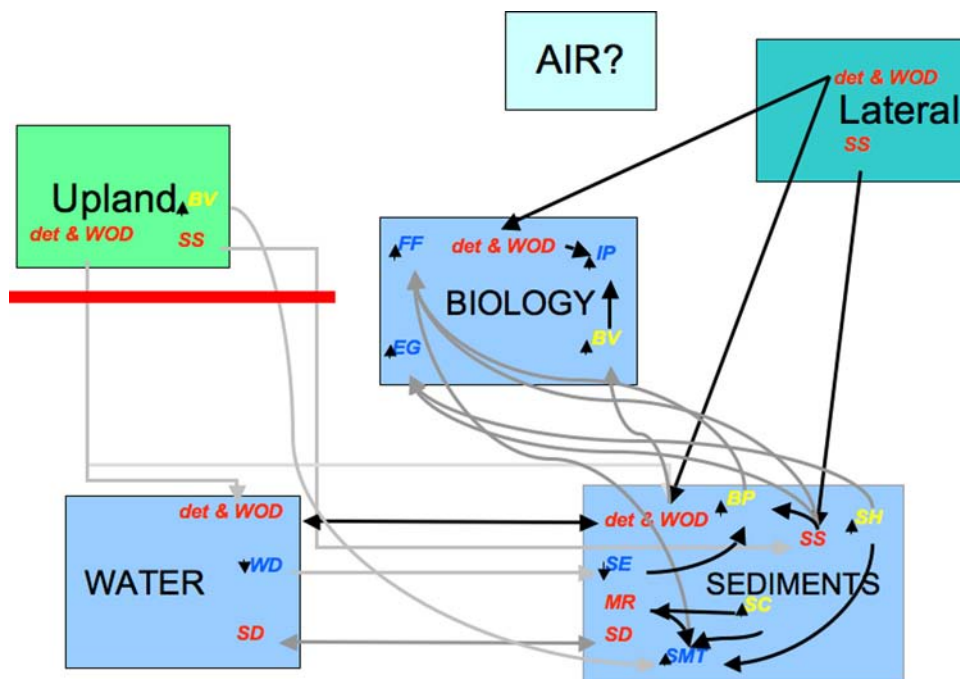 AIR?
det & WOD
Lateral
SS
Upland
BV
det & WOD
SS
FF
det & WOD
IP
BIOLOGY
EG
BV
det & WOD
WD
WATER
SD
det & WOD
BP
SS
SH
SE
SEDIMENTS
MR
SC
SD
SMT